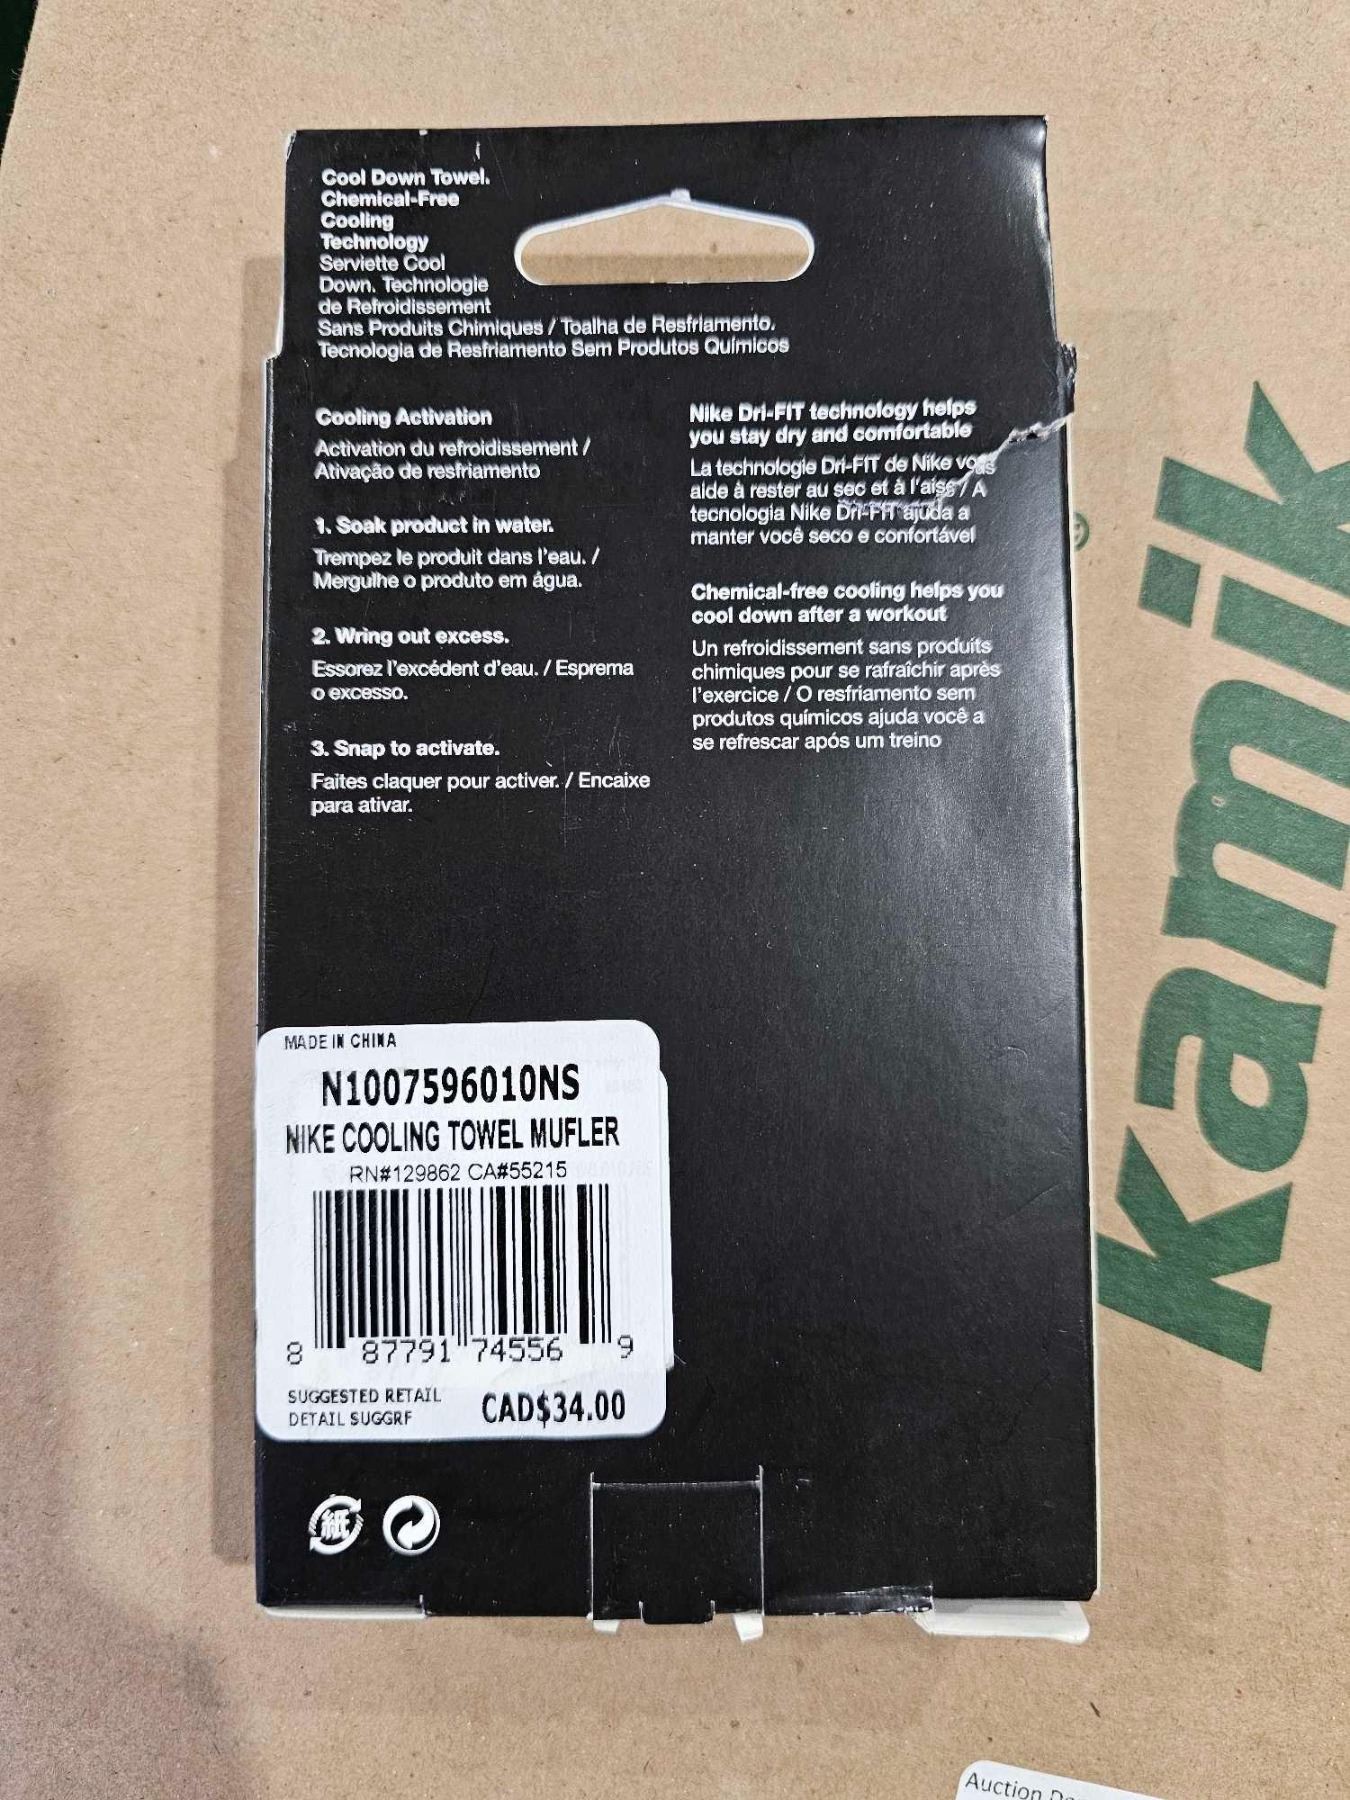 Cool Down Towel.
Chemical-Free
Cooling
Technology
Serviette Cool
Down. Technologie
de Refroidissement
Sans Produits Chimiques / Toalha de Resfriamento.
Tecnologia de Resfriamento Sem Produtos Químicos
Cooling Activation
Activation du refroidissement /
Ativação de resfriamento
1. Soak product in water.
Trempez le produit dans l'eau. /
Mergulhe o produto em água.
2. Wring out excess.
Essorez l'excédent d'eau. / Esprema
o excesso.
3. Snap to activate.
Faites claquer pour activer. / Encaixe
para ativar.
Nike Dri-FIT technology helps
you stay dry and comfortable
La technologie Dri-FIT de Nike vous
aide à rester au sec et à l'aise / A
tecnologia Nike Dri-FIT ajuda a
manter você seco e confortável
Chemical-free cooling helps you
cool down after a workout
Un refroidissement sans produits
chimiques pour se rafraîchir après
l'exercice / O resfriamento sem
produtos químicos ajuda você a
se refrescar após um treino
MADE IN CHINA
N1007596010NS
NIKE COOLING TOWEL MUFLER
RN#129862 CA#55215
8 87791 74556 9
SUGGESTED RETAIL
DETAIL SUGGRF
CAD$34.00
紙
kamik
®
Auction